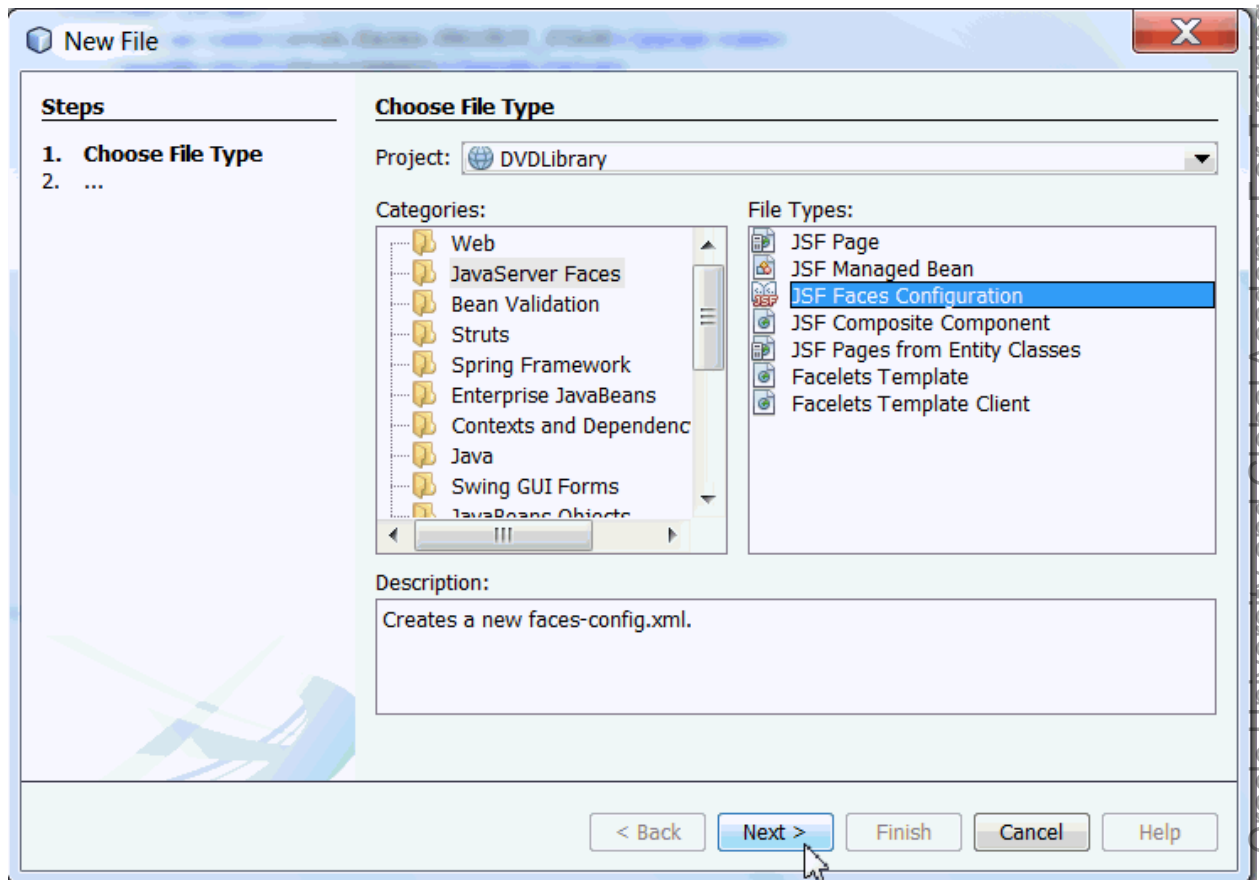 New File
Steps
1. Choose File Type
2. ...
Choose File Type
Project: DVDLibrary
Categories:
Web
JavaServer Faces
Bean Validation
Struts
Spring Framework
Enterprise JavaBeans
Contexts and Dependenc
Java
Swing GUI Forms
JavaBeans Objects
File Types:
JSF Page
JSF Managed Bean
JSF Faces Configuration
JSF Composite Component
JSF Pages from Entity Classes
Facelets Template
Facelets Template Client
Description:
Creates a new faces-config.xml.
< Back Next > Finish Cancel Help